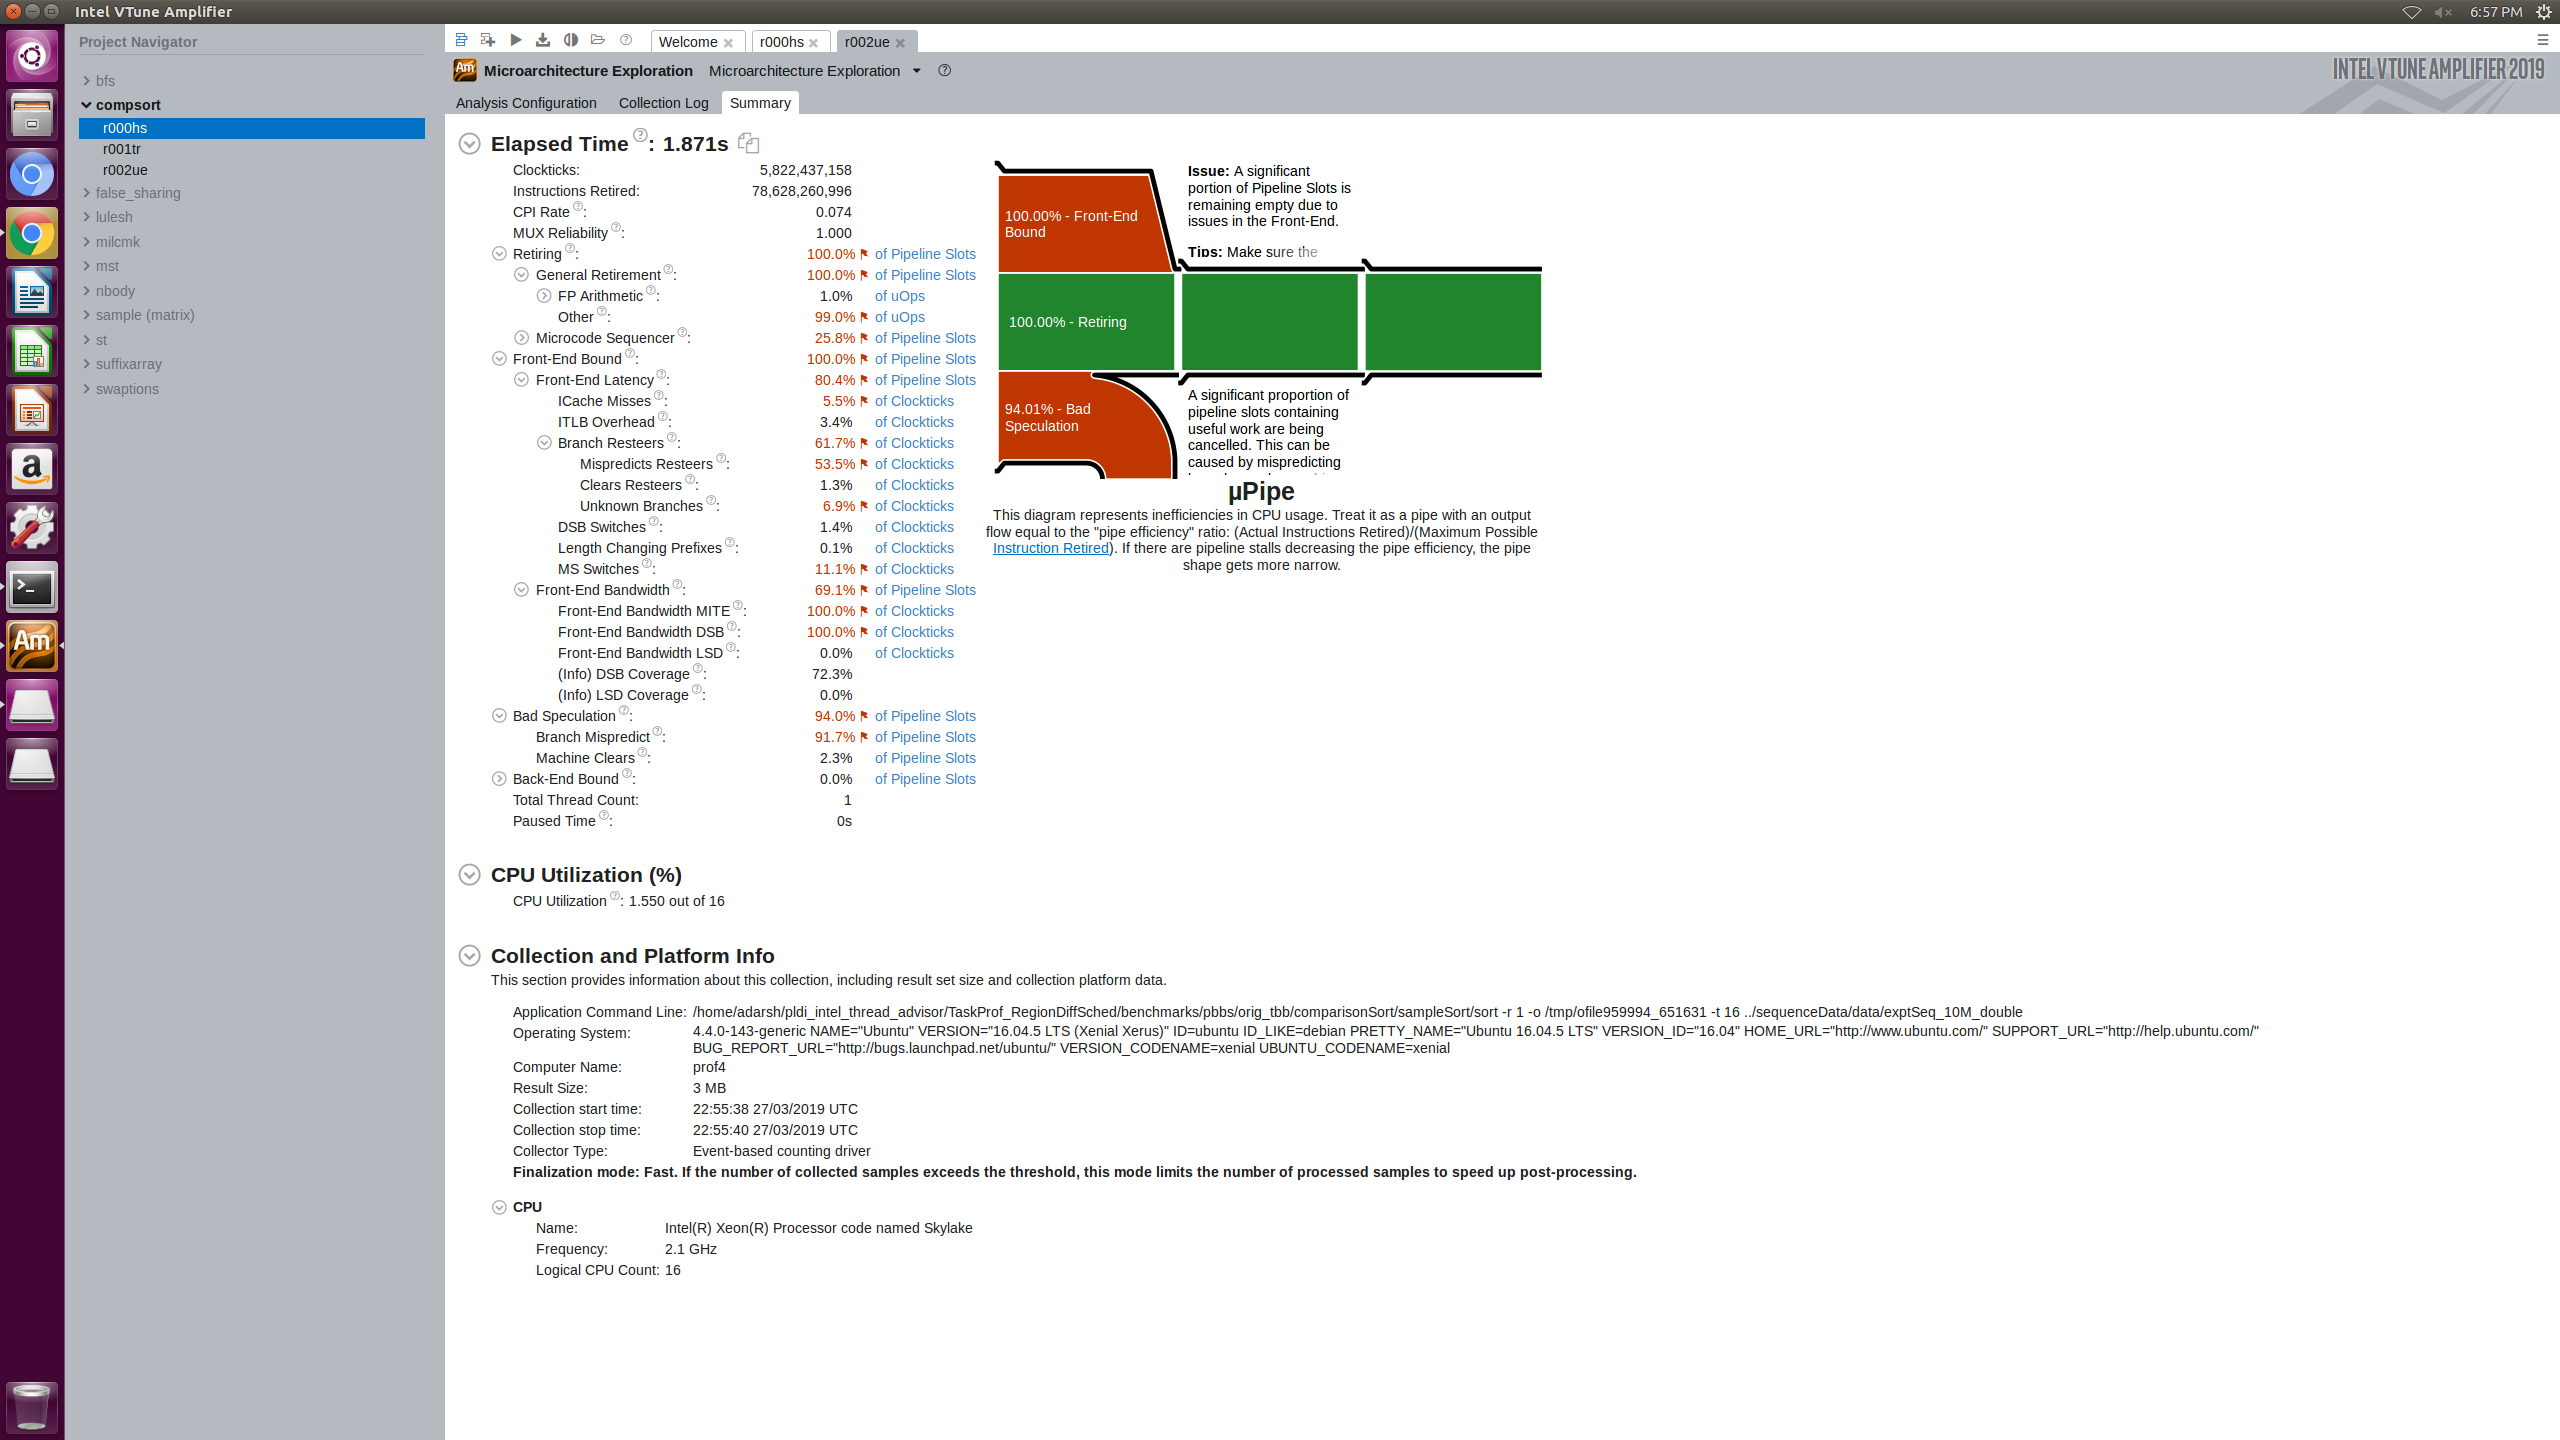 Intel VTune Amplifier
6:57 PM
Project Navigator
bfs
compsort
r000hs
r001tr
r002ue
false_sharing
lulesh
milcmk
mst
nbody
sample (matrix)
st
suffixarray
swaptions
Welcome
r000hs
r002ue
Am Microarchitecture Exploration Microarchitecture Exploration
INTEL VTUNE AMPLIFIER 2019
Analysis Configuration Collection Log Summary
Elapsed Time: 1.871s
Clockticks: 5,822,437,158
Instructions Retired: 78,628,260,996
CPI Rate: 0.074
MUX Reliability: 1.000
Retiring: 100.0% of Pipeline Slots
General Retirement: 100.0% of Pipeline Slots
FP Arithmetic: 1.0% of uOps
Other: 99.0% of uOps
Microcode Sequencer: 25.8% of Pipeline Slots
Front-End Bound: 100.0% of Pipeline Slots
Front-End Latency: 80.4% of Pipeline Slots
ICache Misses: 5.5% of Clockticks
ITLB Overhead: 3.4% of Clockticks
Branch Resteers: 61.7% of Clockticks
Mispredicts Resteers: 53.5% of Clockticks
Clears Resteers: 1.3% of Clockticks
Unknown Branches: 6.9% of Clockticks
DSB Switches: 1.4% of Clockticks
Length Changing Prefixes: 0.1% of Clockticks
MS Switches: 11.1% of Clockticks
Front-End Bandwidth: 69.1% of Pipeline Slots
Front-End Bandwidth MITE: 100.0% of Clockticks
Front-End Bandwidth DSB: 100.0% of Clockticks
Front-End Bandwidth LSD: 0.0% of Clockticks
(Info) DSB Coverage: 72.3%
(Info) LSD Coverage: 0.0%
Bad Speculation: 94.0% of Pipeline Slots
Branch Mispredict: 91.7% of Pipeline Slots
Machine Clears: 2.3% of Pipeline Slots
Back-End Bound: 0.0% of Pipeline Slots
Total Thread Count: 1
Paused Time: 0s
100.00% - Front-End
Bound
100.00% - Retiring
94.01% - Bad
Speculation
Issue: A significant
portion of Pipeline Slots is
remaining empty due to
issues in the Front-End.
Tips: Make sure the
A significant proportion of
pipeline slots containing
useful work are being
cancelled. This can be
caused by mispredicting
µPipe
This diagram represents inefficiencies in CPU usage. Treat it as a pipe with an output
flow equal to the "pipe efficiency" ratio: (Actual Instructions Retired)/(Maximum Possible
Instruction Retired). If there are pipeline stalls decreasing the pipe efficiency, the pipe
shape gets more narrow.
CPU Utilization (%)
CPU Utilization: 1.550 out of 16
Collection and Platform Info
This section provides information about this collection, including result set size and collection platform data.
Application Command Line: /home/adarsh/pldi_intel_thread_advisor/TaskProf_RegionDiffSched/benchmarks/pbbs/orig_tbb/comparisonSort/sampleSort/sort -r 1 -o /tmp/ofile959994_651631 -t 16 ../sequenceData/data/exptSeq_10M_double
Operating System: 4.4.0-143-generic NAME="Ubuntu" VERSION="16.04.5 LTS (Xenial Xerus)" ID=ubuntu ID_LIKE=debian PRETTY_NAME="Ubuntu 16.04.5 LTS" VERSION_ID="16.04" HOME_URL="http://www.ubuntu.com/" SUPPORT_URL="http://help.ubuntu.com/"
BUG_REPORT_URL="http://bugs.launchpad.net/ubuntu/" VERSION_CODENAME=xenial UBUNTU_CODENAME=xenial
Computer Name: prof4
Result Size: 3 MB
Collection start time: 22:55:38 27/03/2019 UTC
Collection stop time: 22:55:40 27/03/2019 UTC
Collector Type: Event-based counting driver
Finalization mode: Fast. If the number of collected samples exceeds the threshold, this mode limits the number of processed samples to speed up post-processing.
CPU
Name: Intel(R) Xeon(R) Processor code named Skylake
Frequency: 2.1 GHz
Logical CPU Count: 16